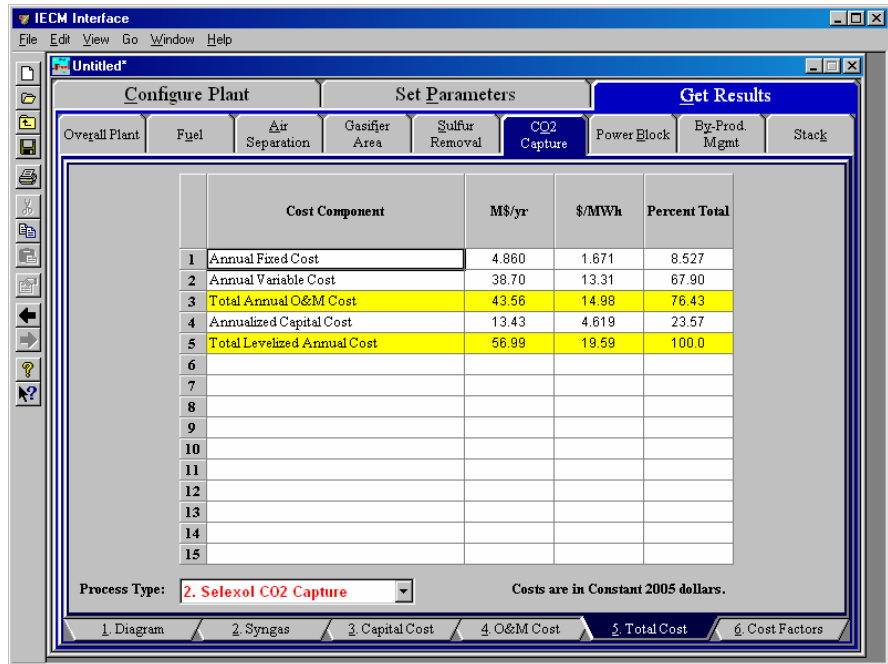 IECM Interface
File Edit View Go Window Help
Untitled*
Configure Plant Set Parameters Get Results
Overall Plant Fuel Air Separation Gasifier Area Sulfur Removal CO2 Capture Power Block By-Prod. Mgmt Stack
Cost Component M$/yr $/MWh Percent Total
1 Annual Fixed Cost 4.860 1.671 8.527
2 Annual Variable Cost 38.70 13.31 67.90
3 Total Annual O&M Cost 43.56 14.98 76.43
4 Annualized Capital Cost 13.43 4.619 23.57
5 Total Levelized Annual Cost 56.99 19.59 100.0
6
7
8
9
10
11
12
13
14
15
Process Type: 2. Selexol CO2 Capture Costs are in Constant 2005 dollars.
1. Diagram 2. Syngas 3. Capital Cost 4. O&M Cost 5. Total Cost 6. Cost Factors